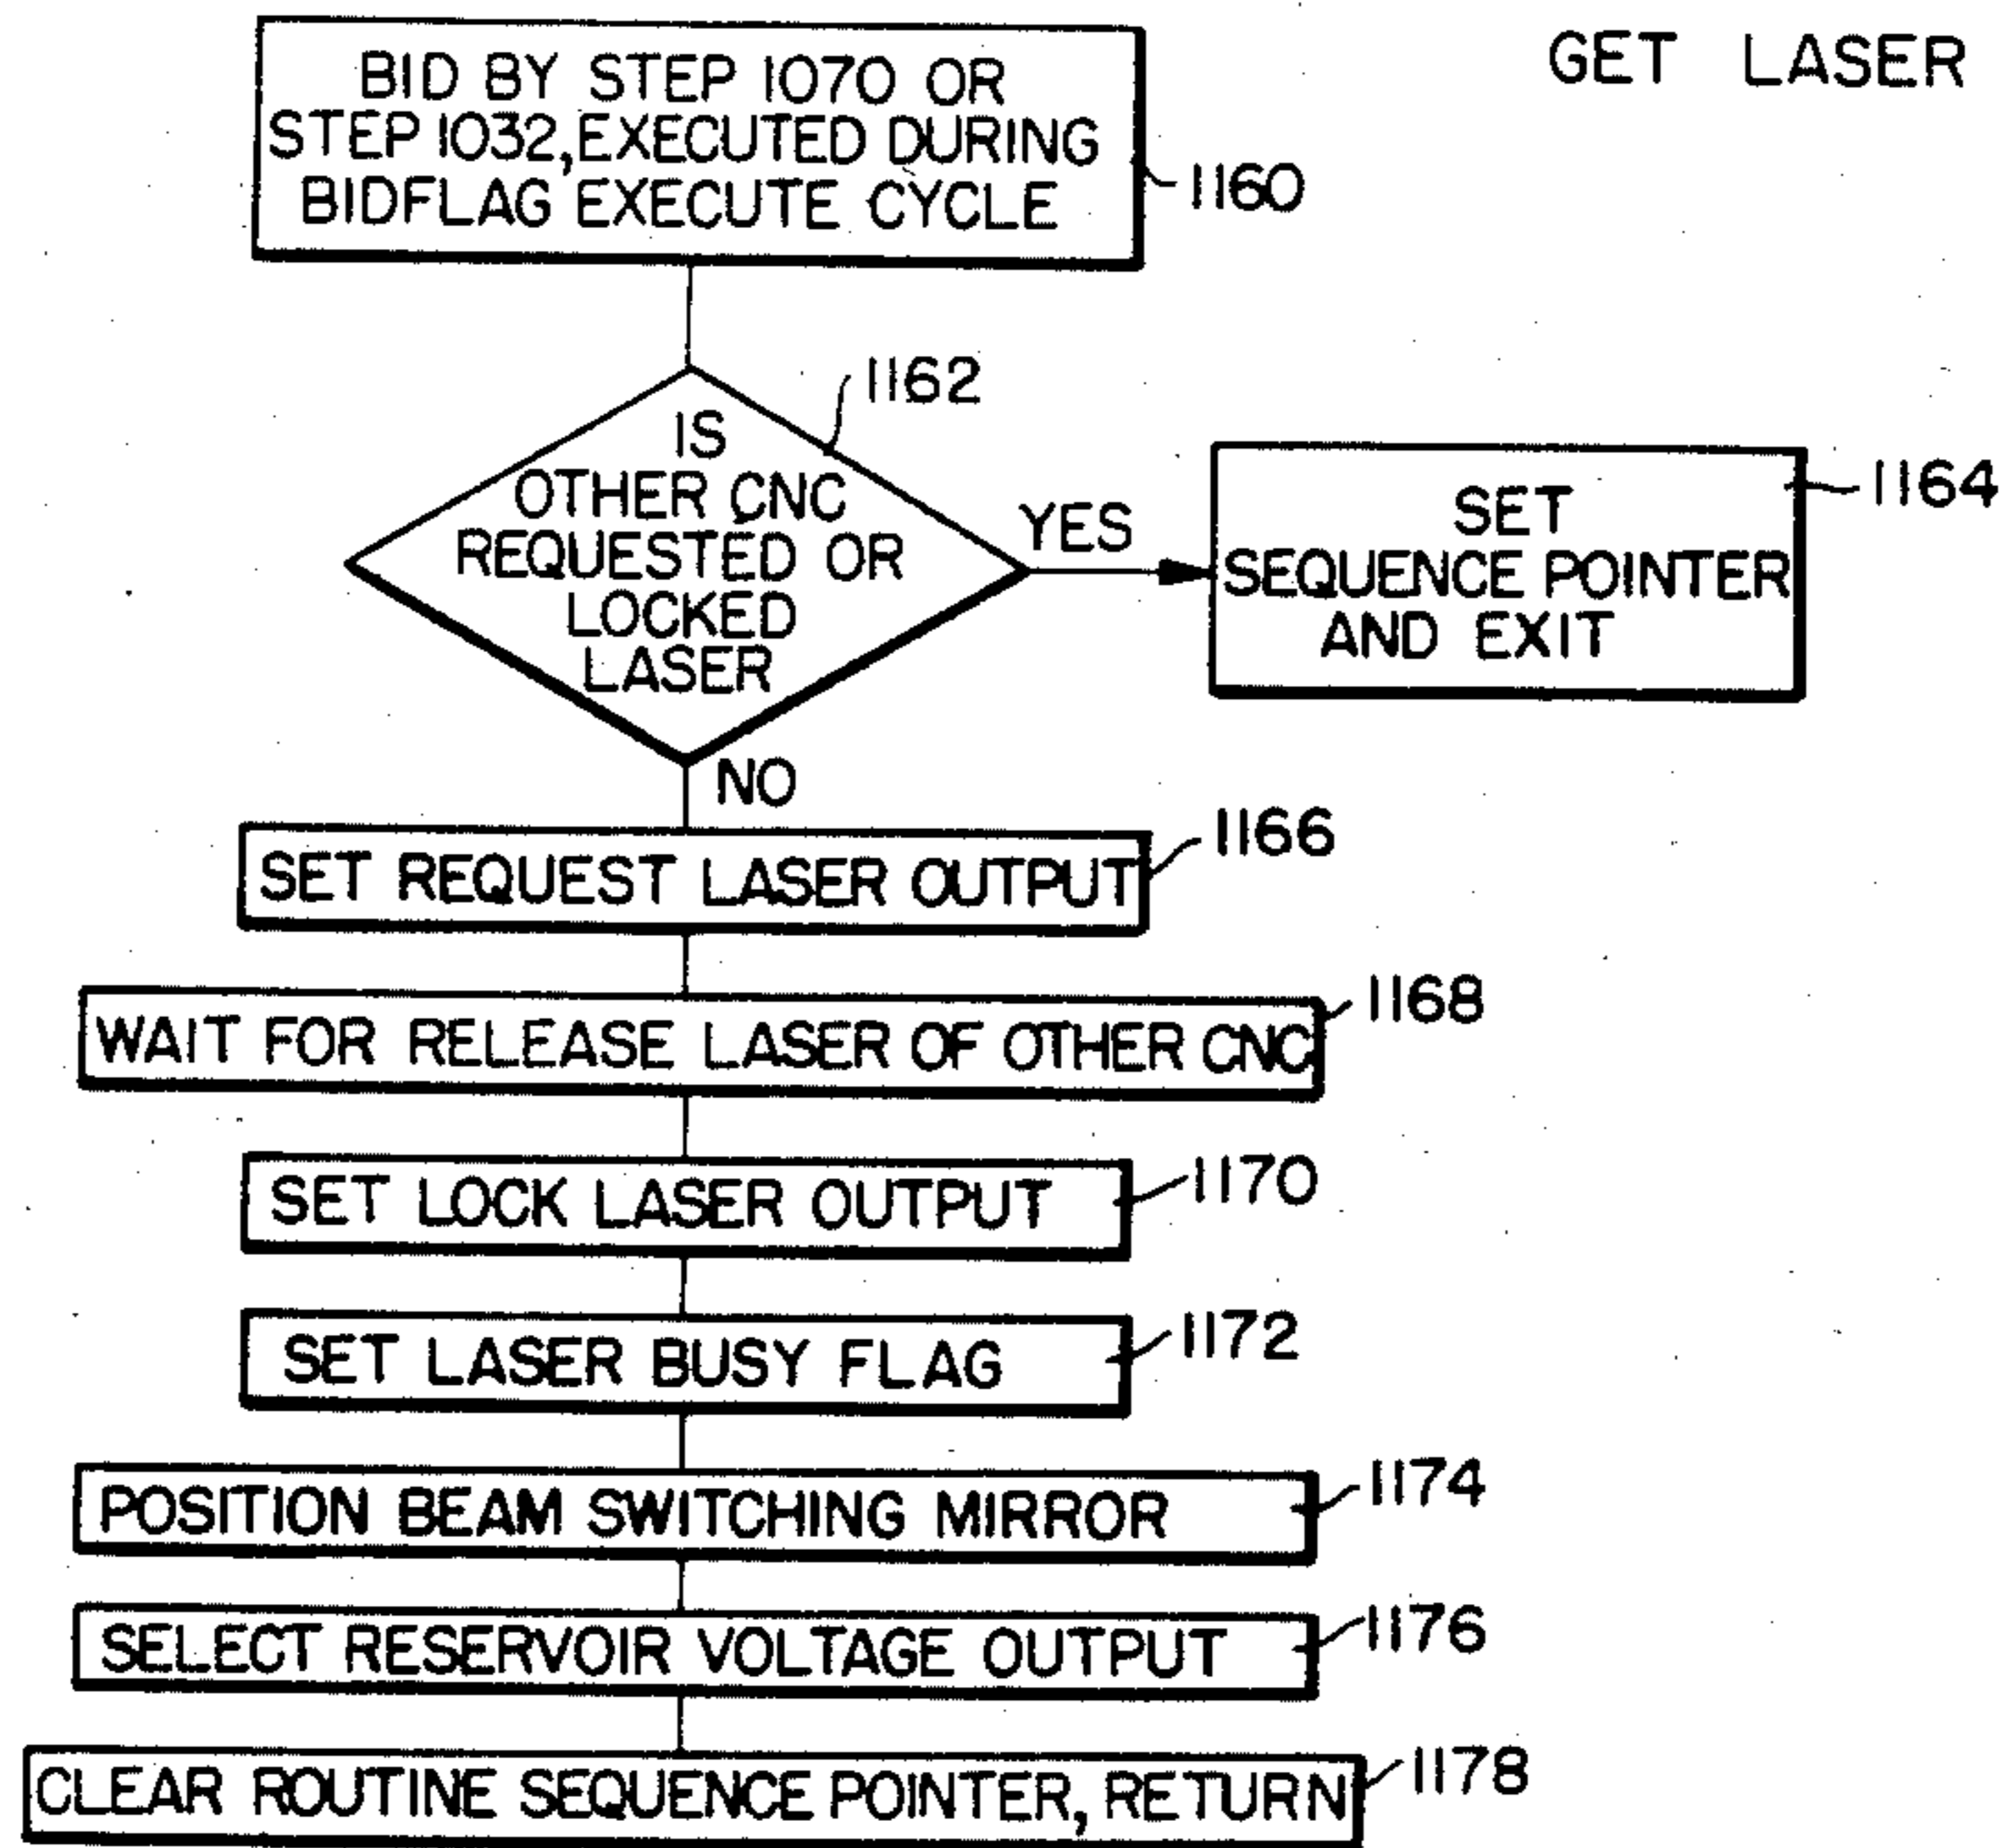 GET LASER
BID BY STEP 1070 OR
STEP 1032, EXECUTED DURING
BIDFLAG EXECUTE CYCLE
1160
1162
IS
OTHER CNC
REQUESTED OR
LOCKED
LASER
YES
SET
SEQUENCE POINTER
AND EXIT
1164
NO
SET REQUEST LASER OUTPUT
1166
WAIT FOR RELEASE LASER OF OTHER CNC
1168
SET LOCK LASER OUTPUT
1170
SET LASER BUSY FLAG
1172
POSITION BEAM SWITCHING MIRROR
1174
SELECT RESERVOIR VOLTAGE OUTPUT
1176
CLEAR ROUTINE SEQUENCE POINTER, RETURN
1178